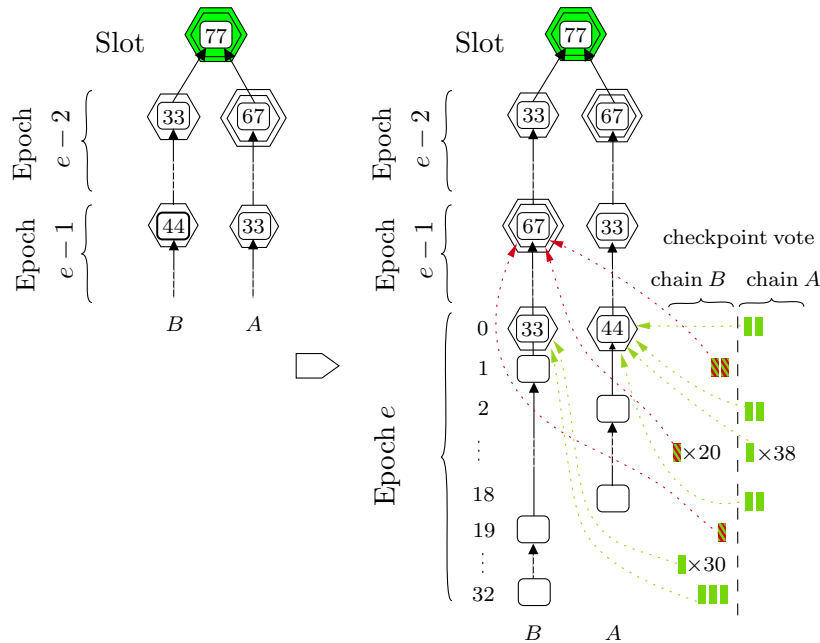 Slot
77
Epoch
e − 2
33
67
Epoch
e − 1
44
33
B
A
Slot
77
Epoch
e − 2
33
67
Epoch
e − 1
67
33
checkpoint vote
chain B
chain A
Epoch e
0
33
44
1
2
⋮
×20
×38
18
19
⋮
×30
32
B
A